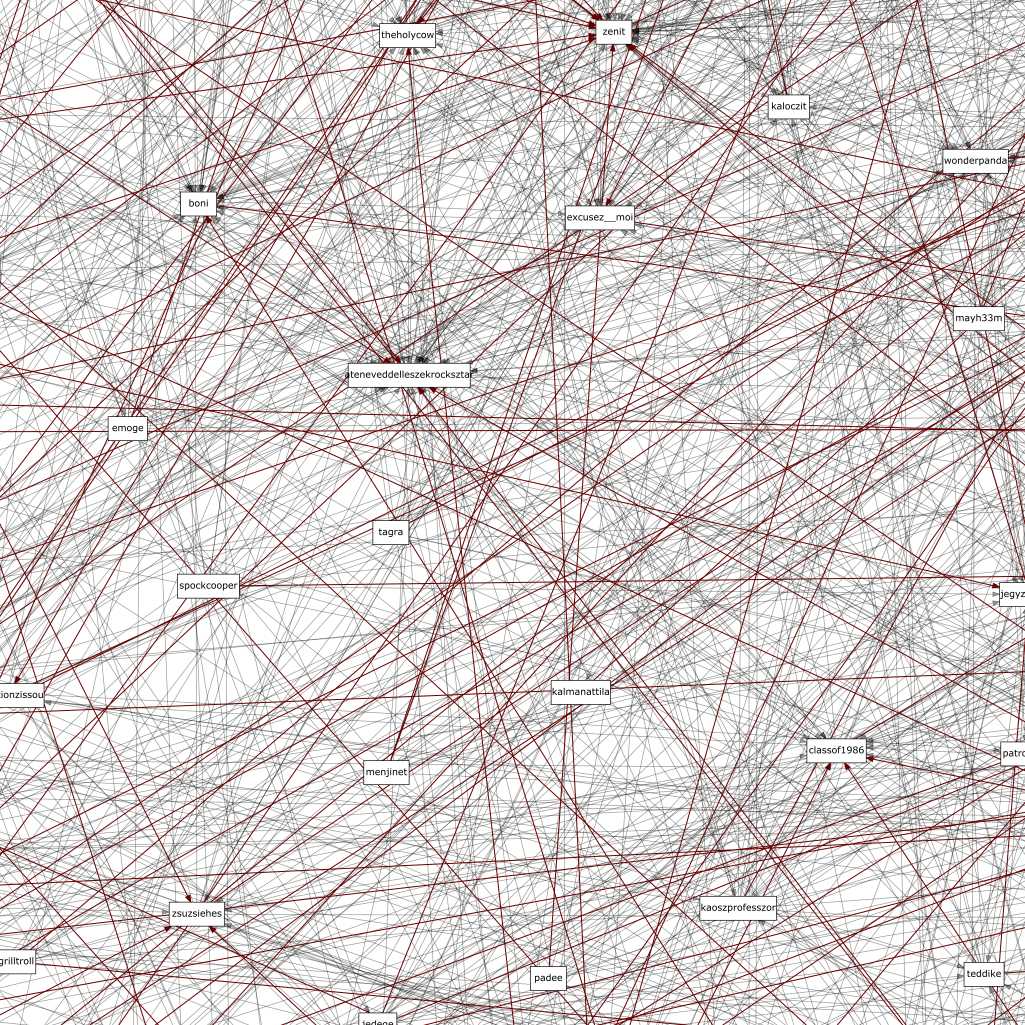 zenit
theholycow
kaloczit
wonderpanda
boni
excusez__moi
mayh33m
ateneveddelleszekroksztar
emoge
tagra
spockcooper
jegyz
ionzissou
kalmanattila
classof1986
patro
menjinet
kaoszprofesszor
zsuzsiehes
grilltroll
teddike
padee
jedege